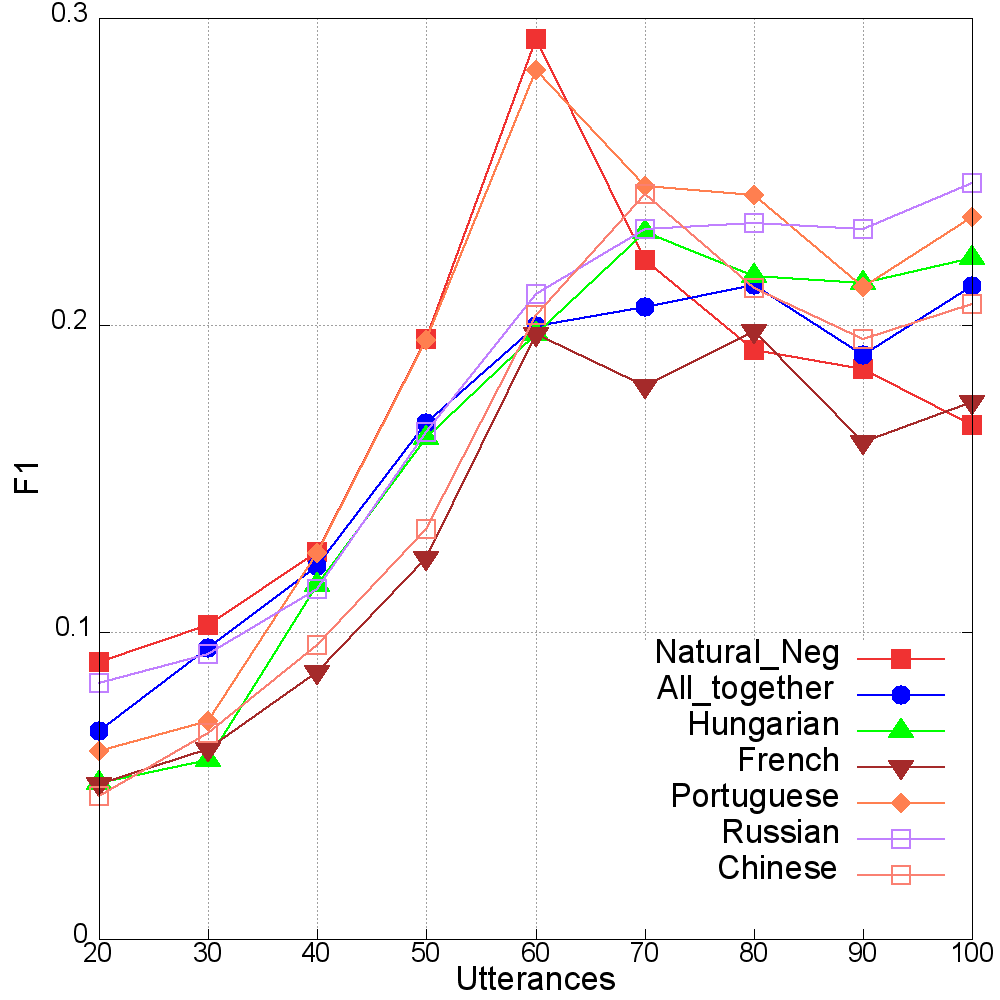 0.3
0.2
0.1
0
F1
Natural_Neg
All_together
Hungarian
French
Portuguese
Russian
Chinese
20 30 40 50 60 70 80 90 100
Utterances